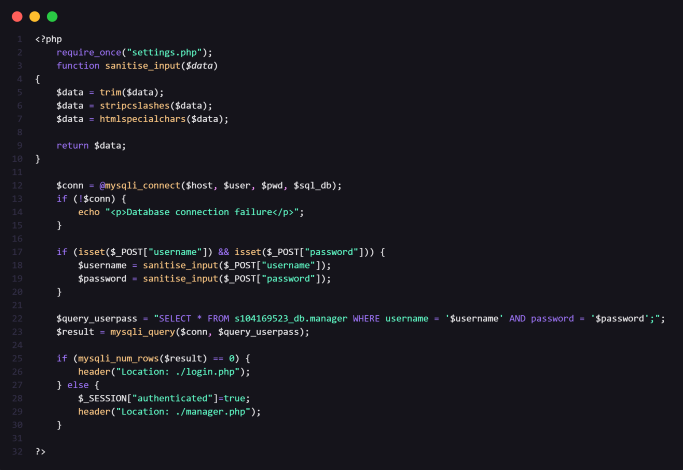 1 <?php
2 require_once("settings.php");
3 function sanitise_input($data)
4 {
5 $data = trim($data);
6 $data = stripcslashes($data);
7 $data = htmlspecialchars($data);
8
9 return $data;
10 }
11
12 $conn = @mysqli_connect($host, $user, $pwd, $sql_db);
13 if (!$conn) {
14 echo "<p>Database connection failure</p>";
15 }
16
17 if (isset($_POST["username"]) && isset($_POST["password"])) {
18 $username = sanitise_input($_POST["username"]);
19 $password = sanitise_input($_POST["password"]);
20 }
21
22 $query_userpass = "SELECT * FROM s104169523_db.manager WHERE username = '$username' AND password = '$password';";
23 $result = mysqli_query($conn, $query_userpass);
24
25 if (mysqli_num_rows($result) == 0) {
26 header("Location: ./login.php");
27 } else {
28 $_SESSION["authenticated"]=true;
29 header("Location: ./manager.php");
30 }
31
32 ?>